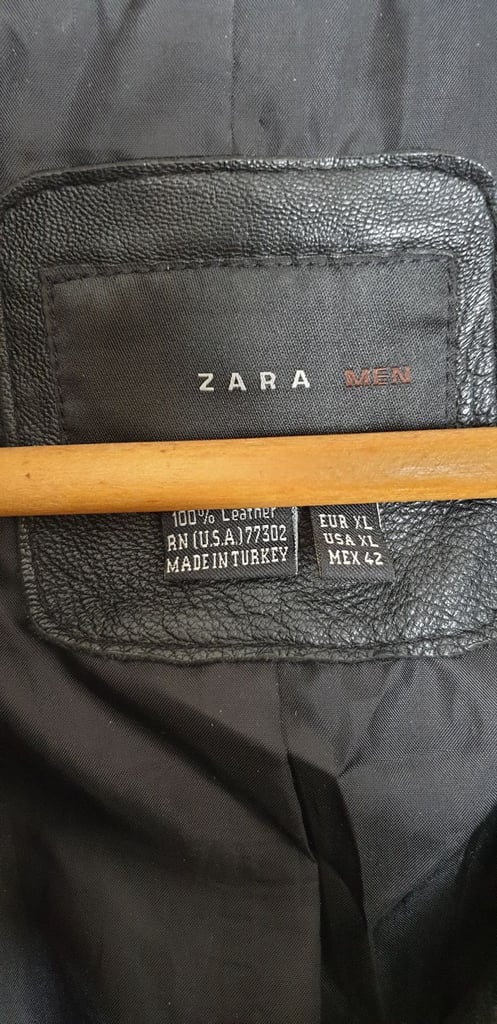 ZARA MEN
100% Leather
RN (U.S.A.) 77302
MADE IN TURKEY
EUR XL
USA XL
MEX 42